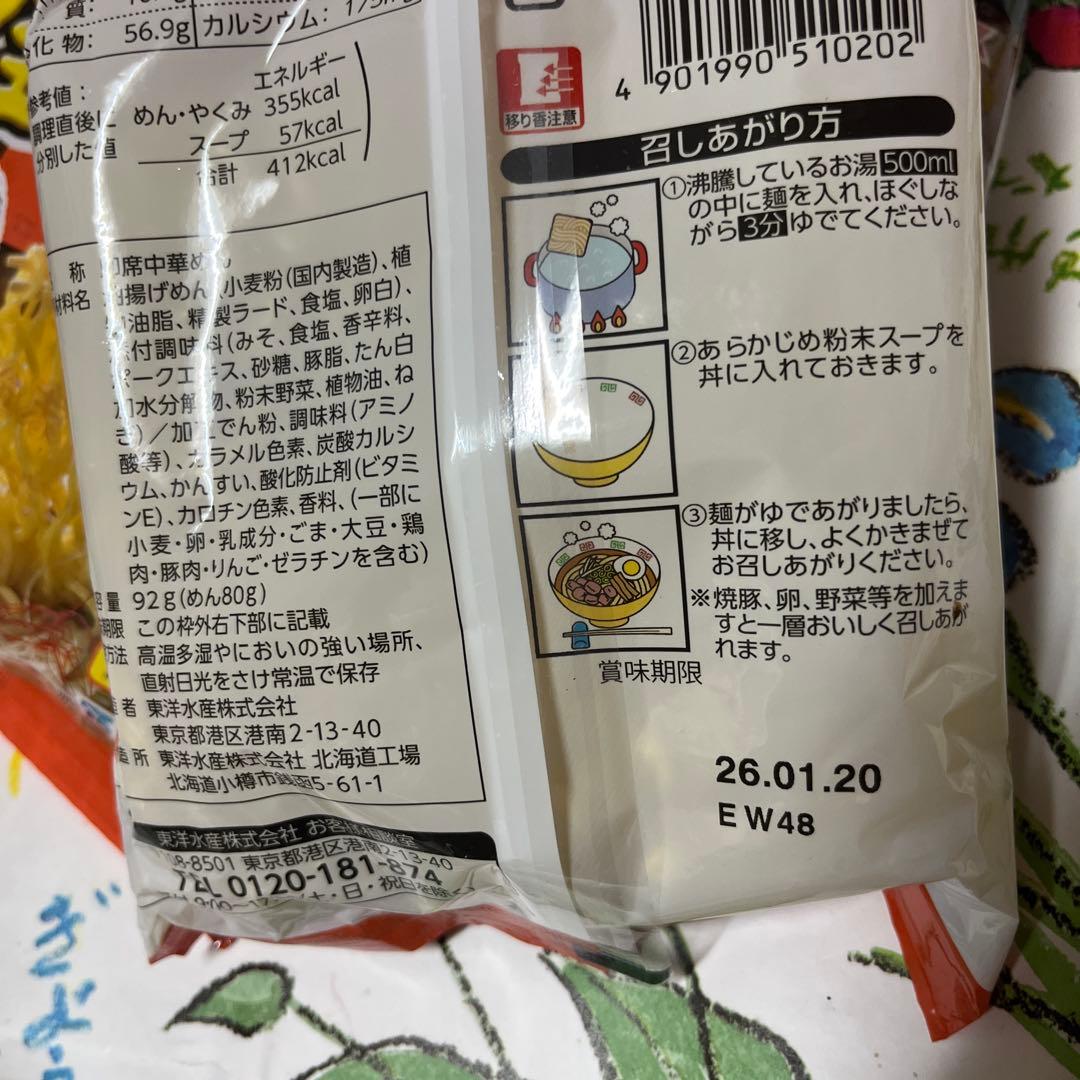 化物: 56.9g カルシウム:
参考値:
調理直後に
分別した値
エネルギー
めん・やくみ 355kcal
スープ 57kcal
合計 412kcal
称 即席中華めん
材料名 油揚げめん(小麦粉(国内製造)、植
物油脂、精製ラード、食塩、卵白)、
添付調味料(みそ、食塩、香辛料、
ポークエキス、砂糖、豚脂、たん白
加水分解物、粉末野菜、植物油、ね
ぎ)/加工でん粉、調味料(アミノ
酸等)、カラメル色素、炭酸カルシ
ウム、かんすい、酸化防止剤(ビタミ
ンE)、カロチン色素、香料、(一部に
小麦・卵・乳成分・ごま・大豆・鶏
肉・豚肉・りんご・ゼラチンを含む)
容量 92g(めん80g)
期限 この枠外右下部に記載
方法 高温多湿やにおいの強い場所、
直射日光をさけ常温で保存
者 東洋水産株式会社
東京都港区港南2-13-40
造所 東洋水産株式会社 北海道工場
北海道小樽市銭函5-61-1
東洋水産株式会社 お客様相談室
08-8501 東京都港区港南2-13-40
TEL 0120-181-874
土・日・祝日を除く
4 901990 510202
移り香注意
召しあがり方
①沸騰しているお湯500ml
の中に麺を入れ、ほぐしな
がら3分ゆでてください。
②あらかじめ粉末スープを
丼に入れておきます。
③麺がゆであがりましたら、
丼に移し、よくかきまぜて
お召しあがりください。
※焼豚、卵、野菜等を加えま
すと一層おいしく召しあが
れます。
賞味期限
26.01.20
EW48